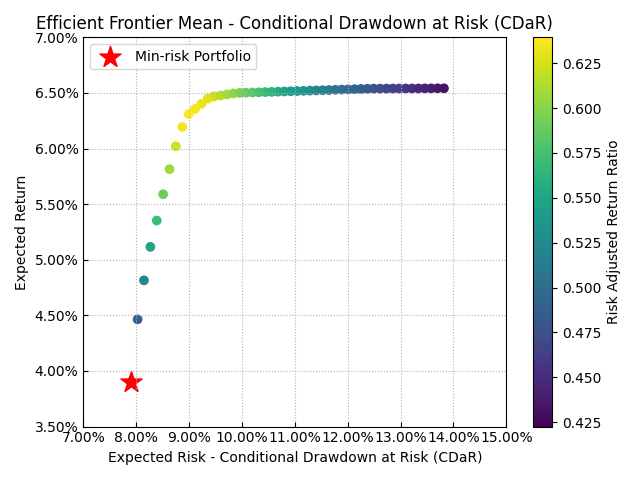 Efficient Frontier Mean - Conditional Drawdown at Risk (CDaR)
Min-risk Portfolio
7.00%
6.50%
6.00%
5.50%
5.00%
4.50%
4.00%
3.50%
Expected Return
7.00% 8.00% 9.00% 10.00% 11.00% 12.00% 13.00% 14.00% 15.00%
Expected Risk - Conditional Drawdown at Risk (CDaR)
0.625
0.600
0.575
0.550
0.525
0.500
0.475
0.450
0.425
Risk Adjusted Return Ratio